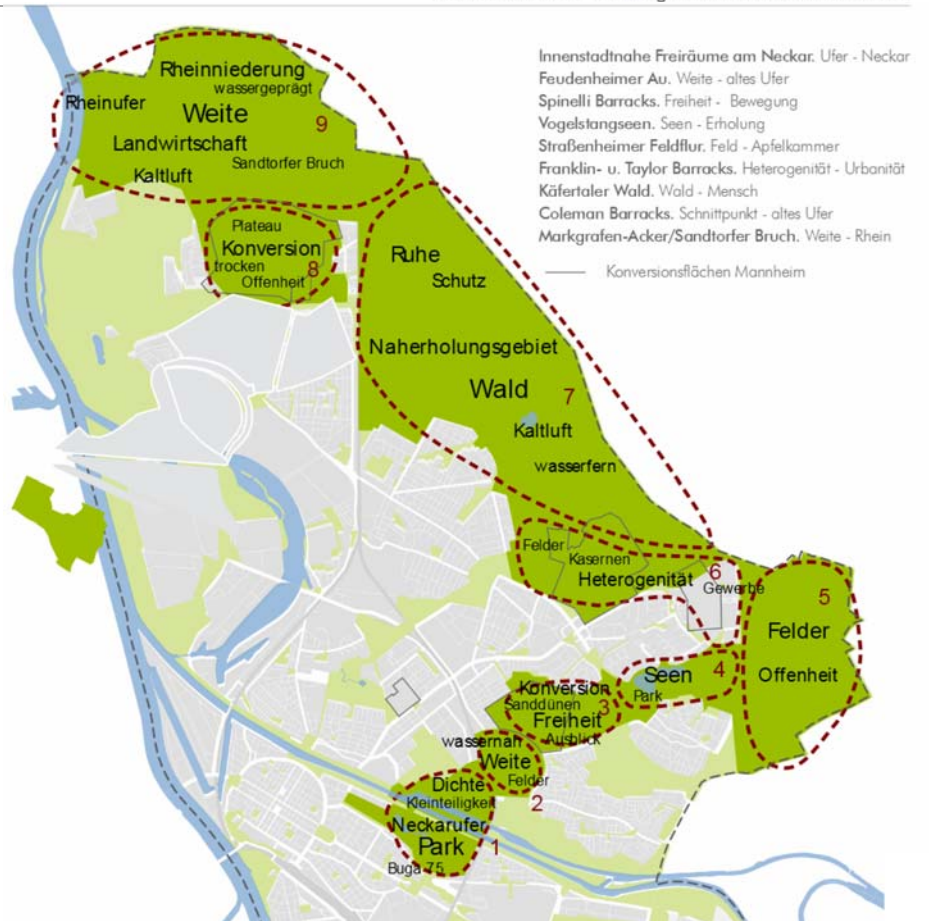 Innenstadtnahe Freiräume am Neckar. Ufer - Neckar
Feudenheimer Au. Weite - altes Ufer
Spinelli Barracks. Freiheit - Bewegung
Vogelstangseen. Seen - Erholung
Straßenheimer Feldflur. Feld - Apfelkammer
Franklin- u. Taylor Barracks. Heterogenität - Urbanität
Käfertaler Wald. Wald - Mensch
Coleman Barracks. Schnittpunkt - altes Ufer
Markgrafen-Acker/Sandtorfer Bruch. Weite - Rhein
Konversionsflächen Mannheim
Rheinniederung
wassergeprägt
Rheinufer
Weite
9
Landwirtschaft
Sandtorfer Bruch
Kaltluft
Plateau
Konversion
trocken
8
Offenheit
Ruhe
Schutz
Naherholungsgebiet
Wald
7
Kaltluft
wasserfern
Felder
Kasernen
Heterogenität
6
Gewerbe
5
Felder
Offenheit
Seen
4
Park
Konversion
Sanddünen
3
Freiheit
Ausblick
wassernah
Weite
Felder
2
Dichte
Kleinteiligkeit
Neckarufer
Park
1
Buga 75